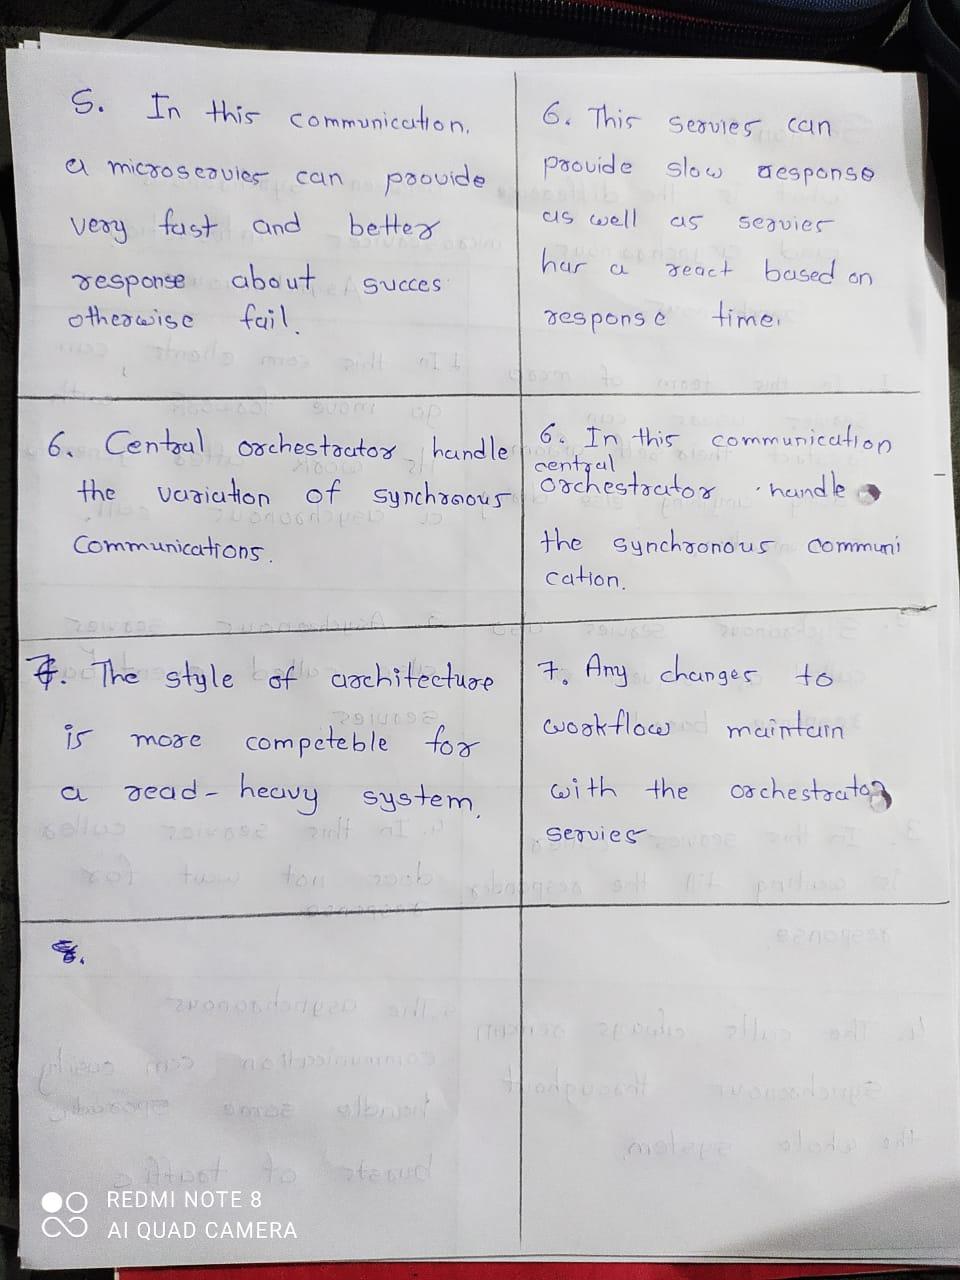 5. In this communication,
a microservies can provide
very fast and better
response about succes
otherwise fail.
6. This servies can
provide slow response
as well as servies
har a react based on
response time.
6. Central orchestrator handle
the variation of synchronous
communications.
6. In this communication
central
orchestrator handle
the synchronous communi
cation.
7. The style of architecture
is more competeble for
a read-heavy system.
7. Any changes to
workflow maintain
with the orchestrator
servies
8.
REDMI NOTE 8
AI QUAD CAMERA